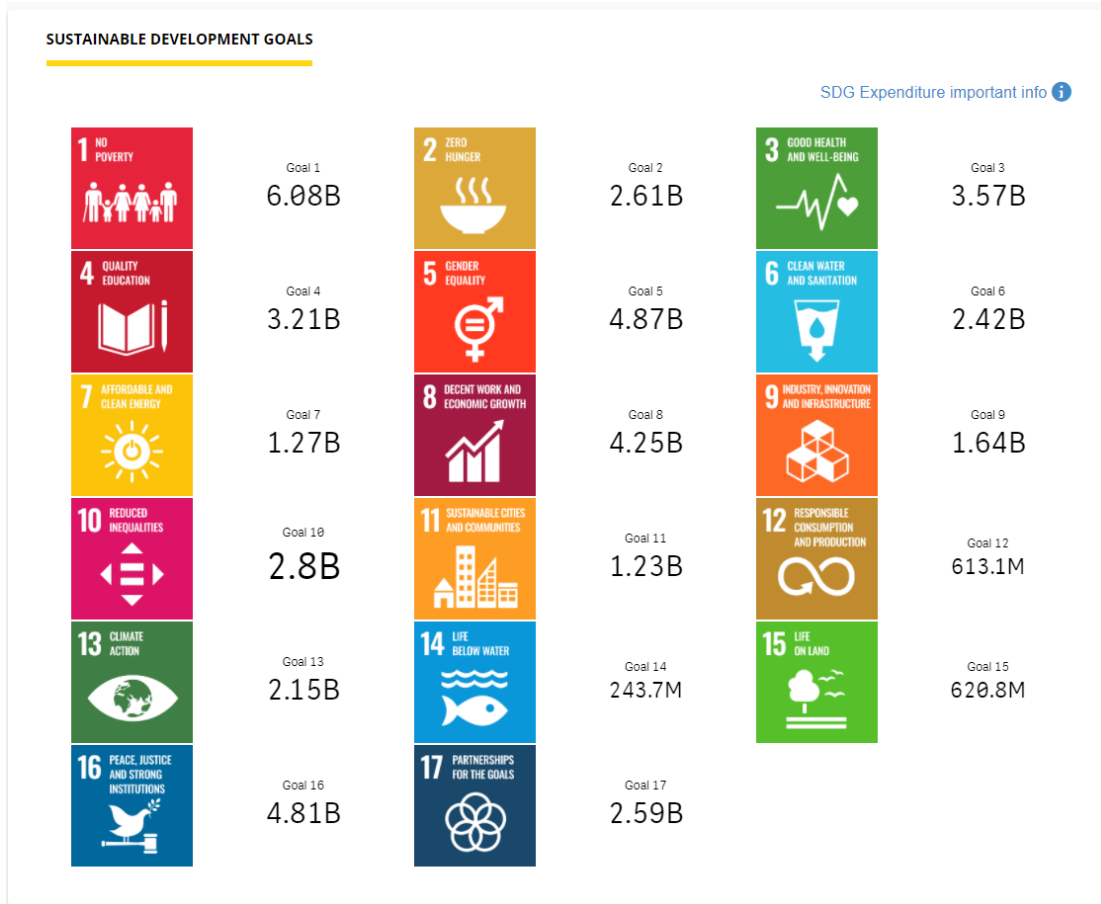 SUSTAINABLE DEVELOPMENT GOALS
SDG Expenditure important info i
1 NO
POVERTY
Goal 1
6.08B
2 ZERO
HUNGER
Goal 2
2.61B
3 GOOD HEALTH
AND WELL-BEING
Goal 3
3.57B
4 QUALITY
EDUCATION
Goal 4
3.21B
5 GENDER
EQUALITY
Goal 5
4.87B
6 CLEAN WATER
AND SANITATION
Goal 6
2.42B
7 AFFORDABLE AND
CLEAN ENERGY
Goal 7
1.27B
8 DECENT WORK AND
ECONOMIC GROWTH
Goal 8
4.25B
9 INDUSTRY, INNOVATION
AND INFRASTRUCTURE
Goal 9
1.64B
10 REDUCED
INEQUALITIES
Goal 10
2.8B
11 SUSTAINABLE CITIES
AND COMMUNITIES
Goal 11
1.23B
12 RESPONSIBLE
CONSUMPTION
AND PRODUCTION
Goal 12
613.1M
13 CLIMATE
ACTION
Goal 13
2.15B
14 LIFE
BELOW WATER
Goal 14
243.7M
15 LIFE
ON LAND
Goal 15
620.8M
16 PEACE, JUSTICE
AND STRONG
INSTITUTIONS
Goal 16
4.81B
17 PARTNERSHIPS
FOR THE GOALS
Goal 17
2.59B